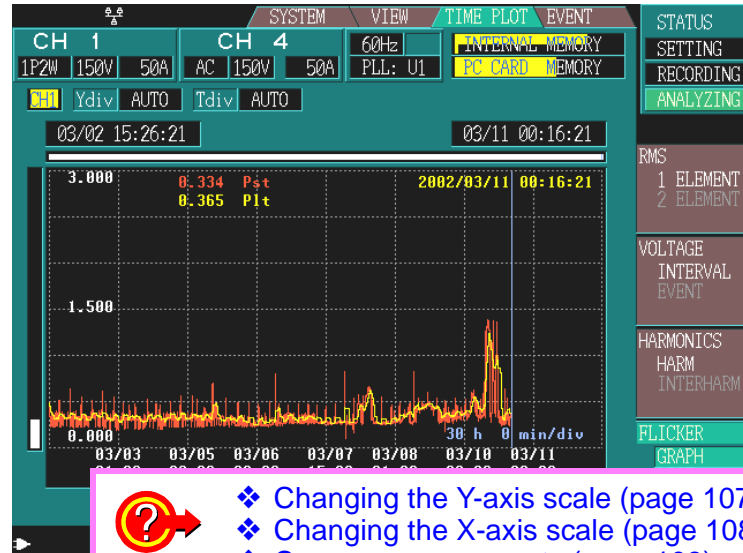 SYSTEM VIEW TIME PLOT EVENT
STATUS
SETTING
RECORDING
ANALYZING
CH 1
1P2W 150V 50A
CH 4
AC 150V 50A
60Hz
PLL: U1
INTERNAL MEMORY
PC CARD MEMORY
CH1 Ydiv AUTO Tdiv AUTO
03/02 15:26:21 03/11 00:16:21
3.000 0.334 Pst 2002/03/11 00:16:21
0.365 Plt
1.500
0.000 30 h 0 min/div
03/03 03/05 03/06 03/07 03/08 03/10 03/11
RMS
1 ELEMENT
2 ELEMENT
VOLTAGE
INTERVAL
EVENT
HARMONICS
HARM
INTERHARM
FLICKER
GRAPH
?
❖ Changing the Y-axis scale (page 107
❖ Changing the X-axis scale (page 108